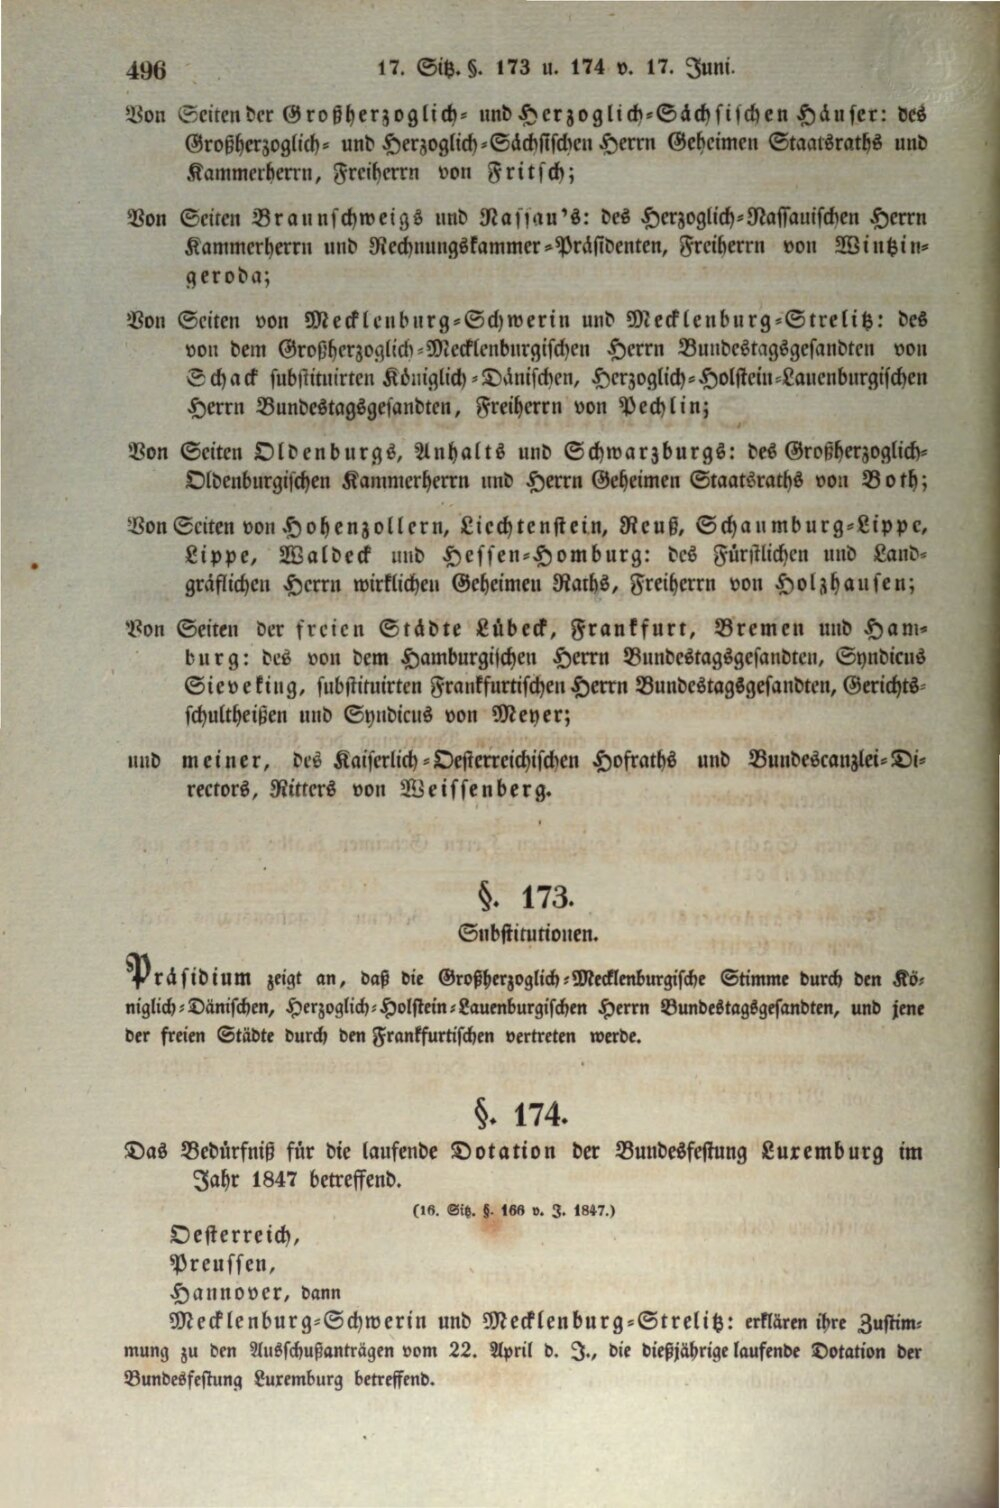 496
17. Sitz. §. 173 u. 174 v. 17. Juni.
Von Seiten der Großherzoglich- und Herzoglich-Sächsischen Häuser: des
Großherzoglich- und Herzoglich-Sächsischen Herrn Geheimen Staatsraths und
Kammerherrn, Freiherrn von Fritsch;
Von Seiten Braunschweigs und Nassau's: des Herzoglich-Nassauischen Herrn
Kammerherrn und Rechnungskammer-Präsidenten, Freiherrn von Wintzin-
geroda;
Von Seiten von Mecklenburg-Schwerin und Mecklenburg-Strelitz: des
von dem Großherzoglich-Mecklenburgischen Herrn Bundestagsgesandten von
Schack substituirten Königlich-Dänischen, Herzoglich-Holstein-Lauenburgischen
Herrn Bundestagsgesandten, Freiherrn von Pechlin;
Von Seiten Oldenburgs, Anhalts und Schwarzburgs: des Großherzoglich-
Oldenburgischen Kammerherrn und Herrn Geheimen Staatsraths von Both;
Von Seiten von Hohenzollern, Liechtenstein, Reuß, Schaumburg-Lippe,
Lippe, Waldeck und Hessen-Homburg: des Fürstlichen und Land-
gräflichen Herrn wirklichen Geheimen Raths, Freiherrn von Holzhausen;
Von Seiten der freien Städte Lübeck, Frankfurt, Bremen und Ham-
burg: des von dem Hamburgischen Herrn Bundestagsgesandten, Syndicus
Sieveking, substituirten Frankfurtischen Herrn Bundestagsgesandten, Gerichts-
schultheißen und Syndicus von Meyer;
und meiner, des Kaiserlich-Oesterreichischen Hofraths und Bundescanzlei-Di-
rectors, Ritters von Weissenberg.
§. 173.
Substitutionen.
Präsidium zeigt an, daß die Großherzoglich-Mecklenburgische Stimme durch den Kö-
niglich-Dänischen, Herzoglich-Holstein-Lauenburgischen Herrn Bundestagsgesandten, und jene
der freien Städte durch den Frankfurtischen vertreten werde.
§. 174.
Das Bedürfniß für die laufende Dotation der Bundesfestung Luxemburg im
Jahr 1847 betreffend.
(16. Sitz. §. 166 v. J. 1847.)
Oesterreich,
Preussen,
Hannover, dann
Mecklenburg-Schwerin und Mecklenburg-Strelitz: erklären ihre Zustim-
mung zu den Ausschußanträgen vom 22. April d. J., die dießjährige laufende Dotation der
Bundesfestung Luxemburg betreffend.